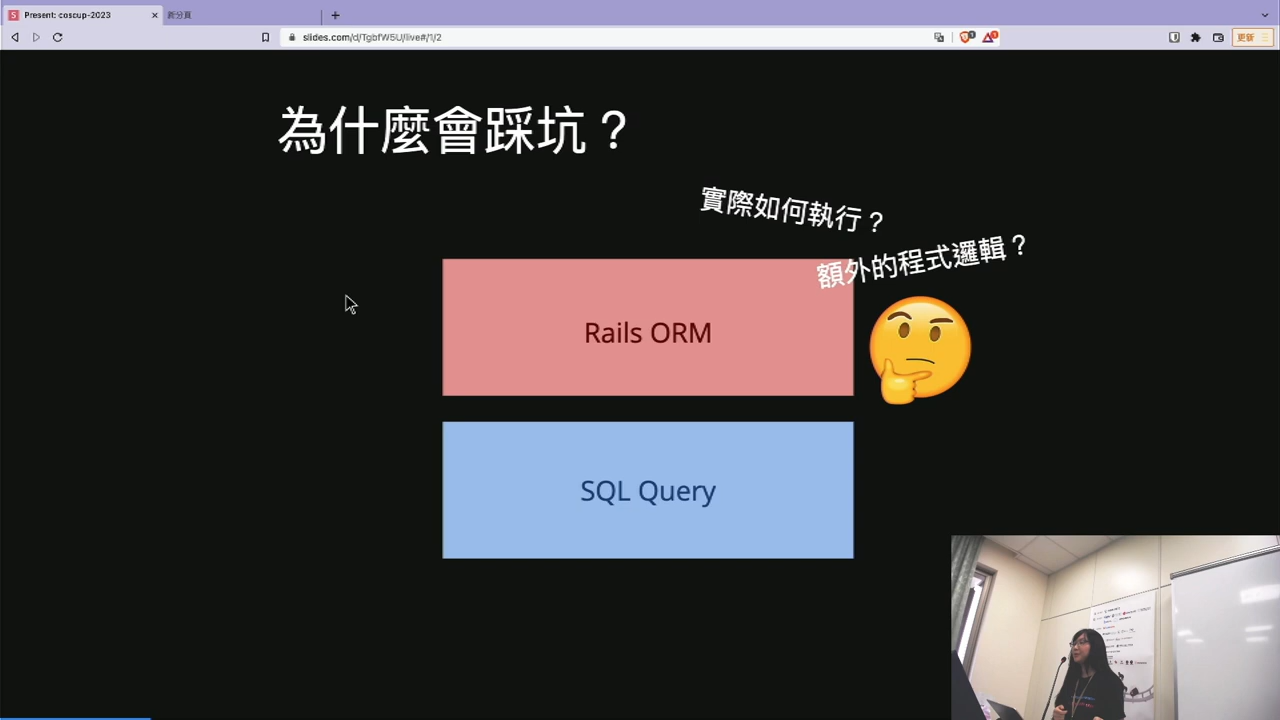 Present: coscup-2023
新分頁
slides.com/d/TgbfW5U/live#/1/2
更新
為什麼會踩坑？
實際如何執行？
額外的程式邏輯？
Rails ORM
SQL Query